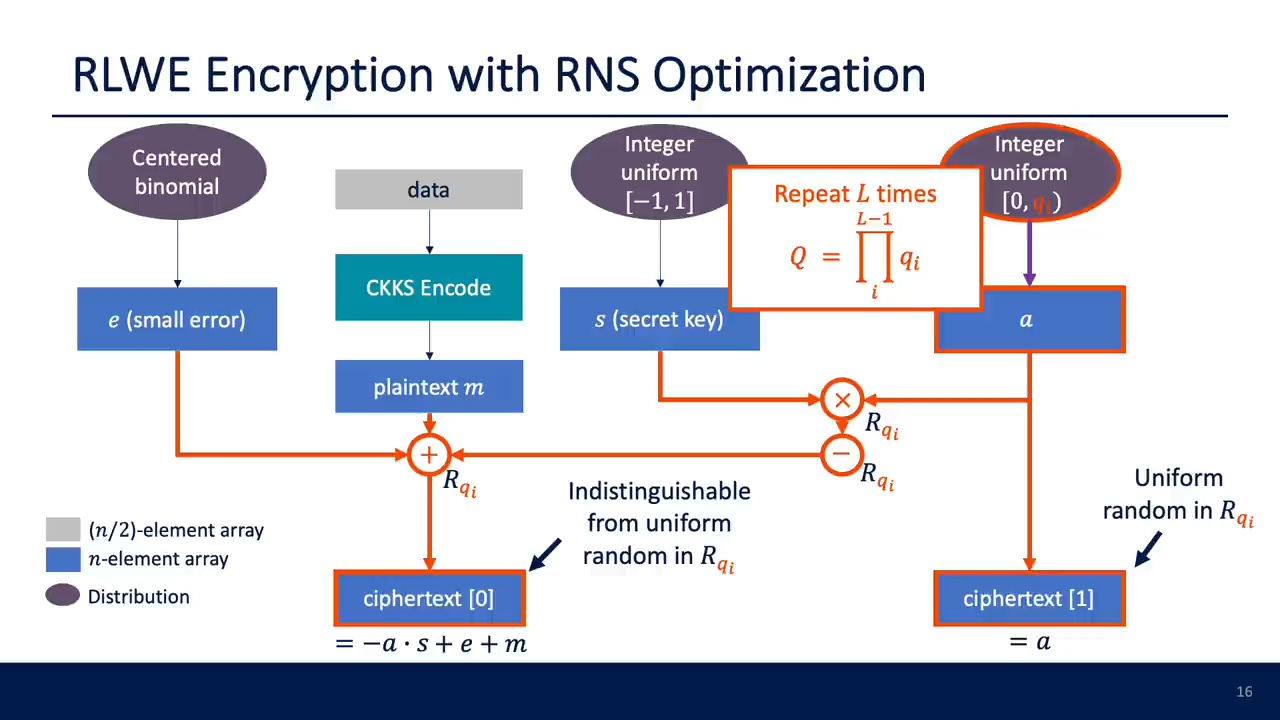 RLWE Encryption with RNS Optimization
Centered
binomial
data
Integer
uniform
[−1, 1]
Repeat L times
Q = ∏_{i}^{L−1} q_i
Integer
uniform
[0, q_i)
e (small error)
CKKS Encode
s (secret key)
a
plaintext m
×
R_{q_i}
+
R_{q_i}
−
R_{q_i}
Indistinguishable
from uniform
random in R_{q_i}
Uniform
random in R_{q_i}
(n/2)-element array
n-element array
Distribution
ciphertext [0]
= −a · s + e + m
ciphertext [1]
= a
16